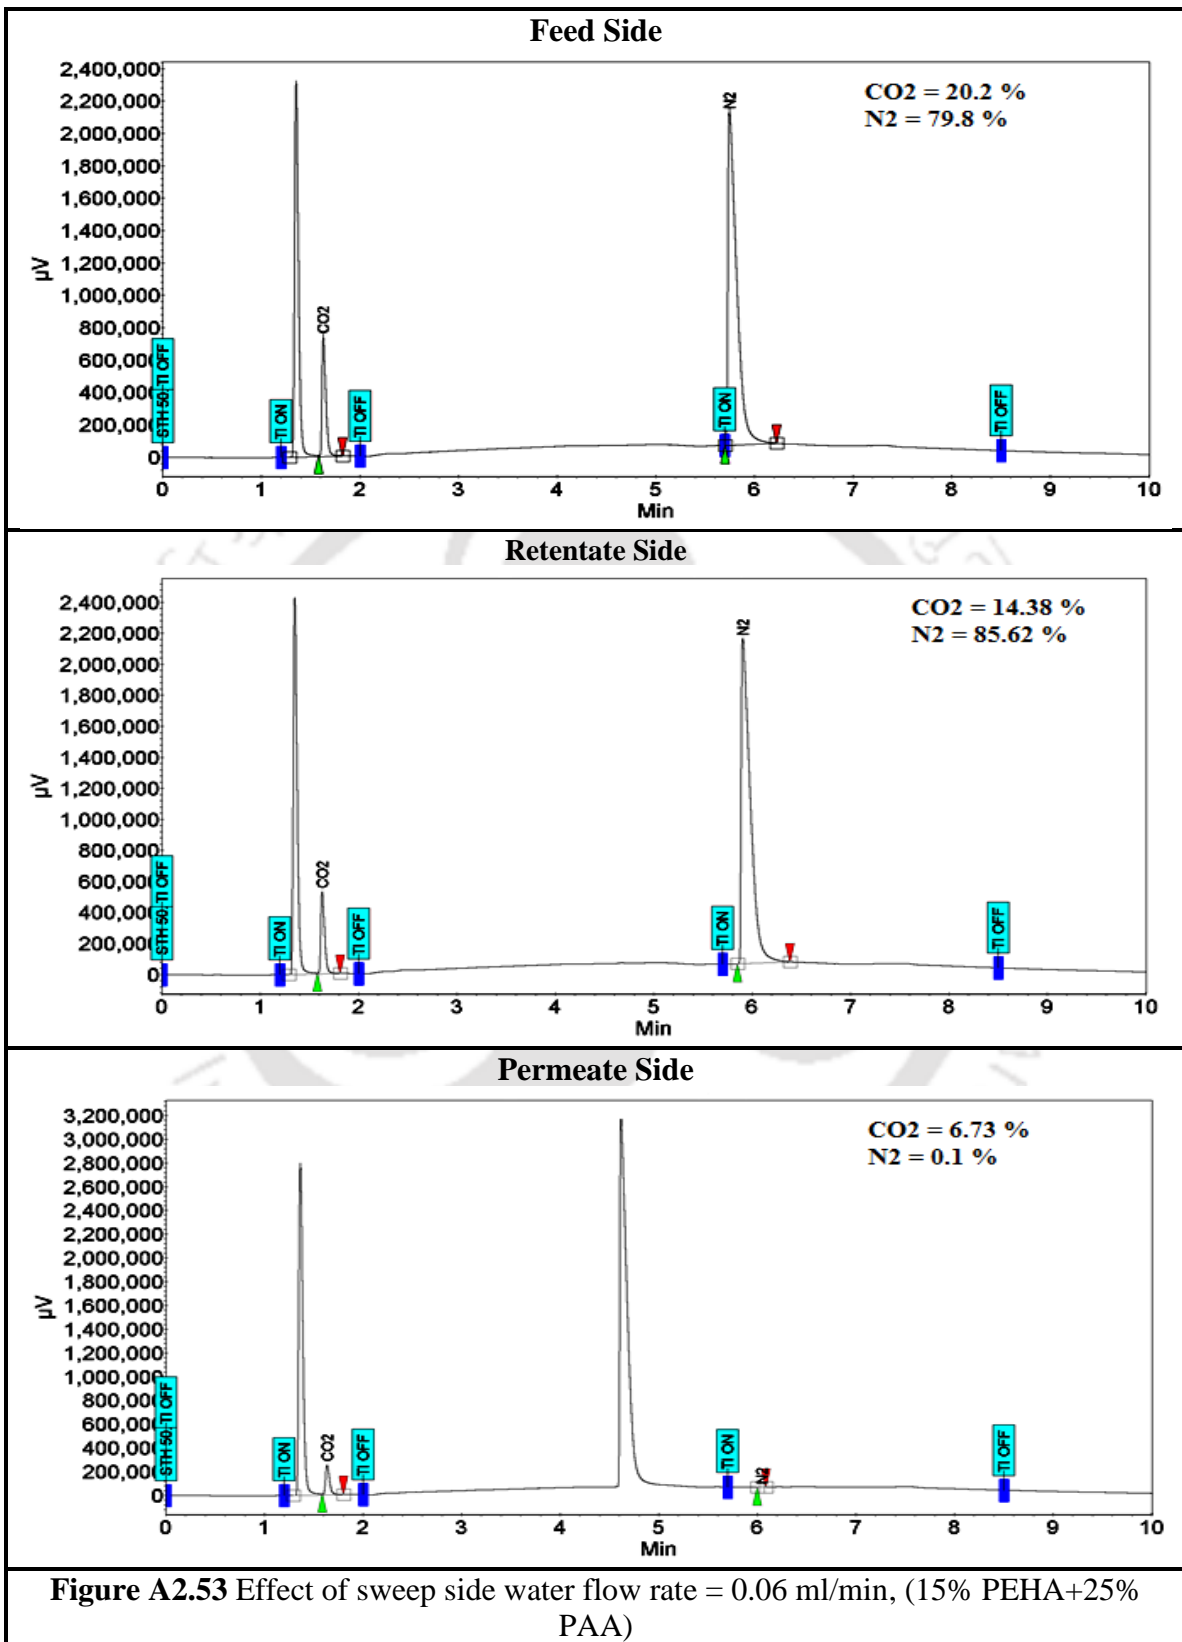 Feed Side
CO2 = 20.2 %
N2 = 79.8 %
2,400,000
2,200,000
2,000,000
1,800,000
1,600,000
1,400,000
1,200,000
1,000,000
800,000
600,000
400,000
200,000
0
µV
STH 50, TI OFF
TI ON
CO2
TI OFF
N2
TI ON
TI OFF
0 1 2 3 4 5 6 7 8 9 10
Min
Retentate Side
CO2 = 14.38 %
N2 = 85.62 %
2,400,000
2,200,000
2,000,000
1,800,000
1,600,000
1,400,000
1,200,000
1,000,000
800,000
600,000
400,000
200,000
0
µV
STH 50, TI OFF
TI ON
CO2
TI OFF
N2
TI ON
TI OFF
0 1 2 3 4 5 6 7 8 9 10
Min
Permeate Side
CO2 = 6.73 %
N2 = 0.1 %
3,200,000
3,000,000
2,800,000
2,600,000
2,400,000
2,200,000
2,000,000
1,800,000
1,600,000
1,400,000
1,200,000
1,000,000
800,000
600,000
400,000
200,000
0
µV
STH 50, TI OFF
TI ON
CO2
TI OFF
TI ON
N2
TI OFF
0 1 2 3 4 5 6 7 8 9 10
Min
Figure A2.53 Effect of sweep side water flow rate = 0.06 ml/min, (15% PEHA+25%
PAA)